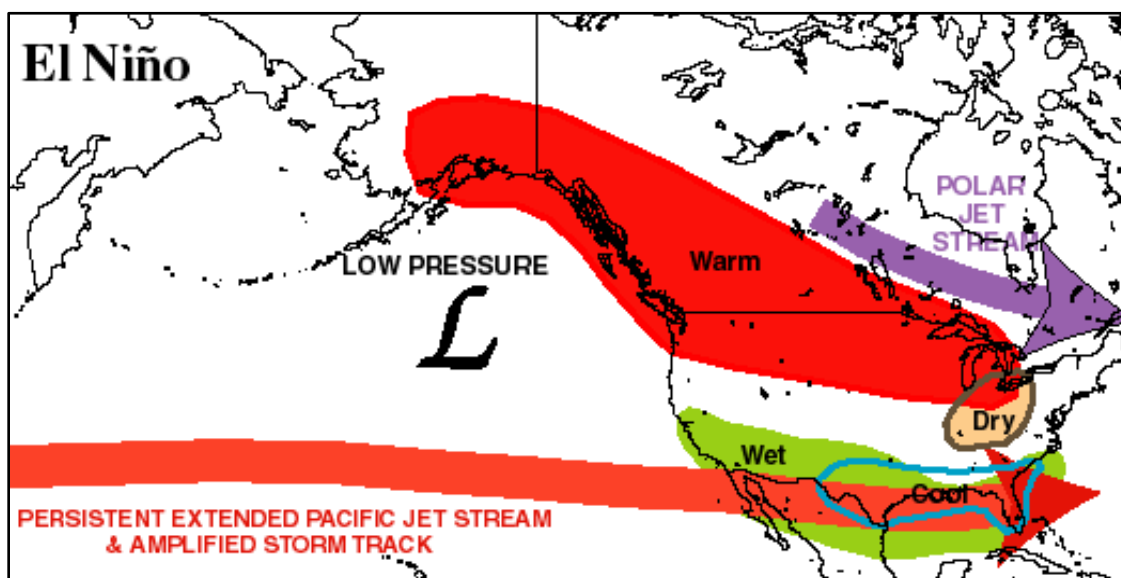 El Niño
POLAR
JET
STREAM
LOW PRESSURE
L
Warm
Dry
Wet
Cool
PERSISTENT EXTENDED PACIFIC JET STREAM
& AMPLIFIED STORM TRACK